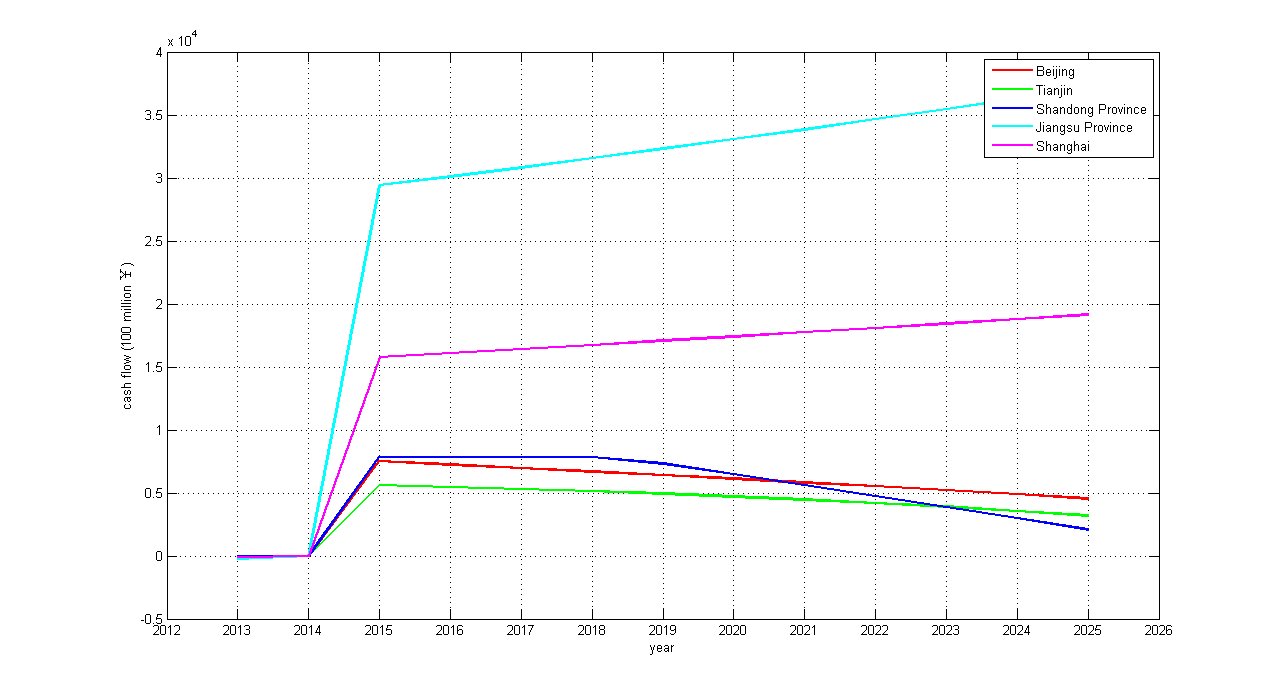 x 10^4
4
3.5
3
2.5
2
1.5
1
0.5
0
-0.5
cash flow (100 million ¥)
2012 2013 2014 2015 2016 2017 2018 2019 2020 2021 2022 2023 2024 2025 2026
year
Beijing
Tianjin
Shandong Province
Jiangsu Province
Shanghai